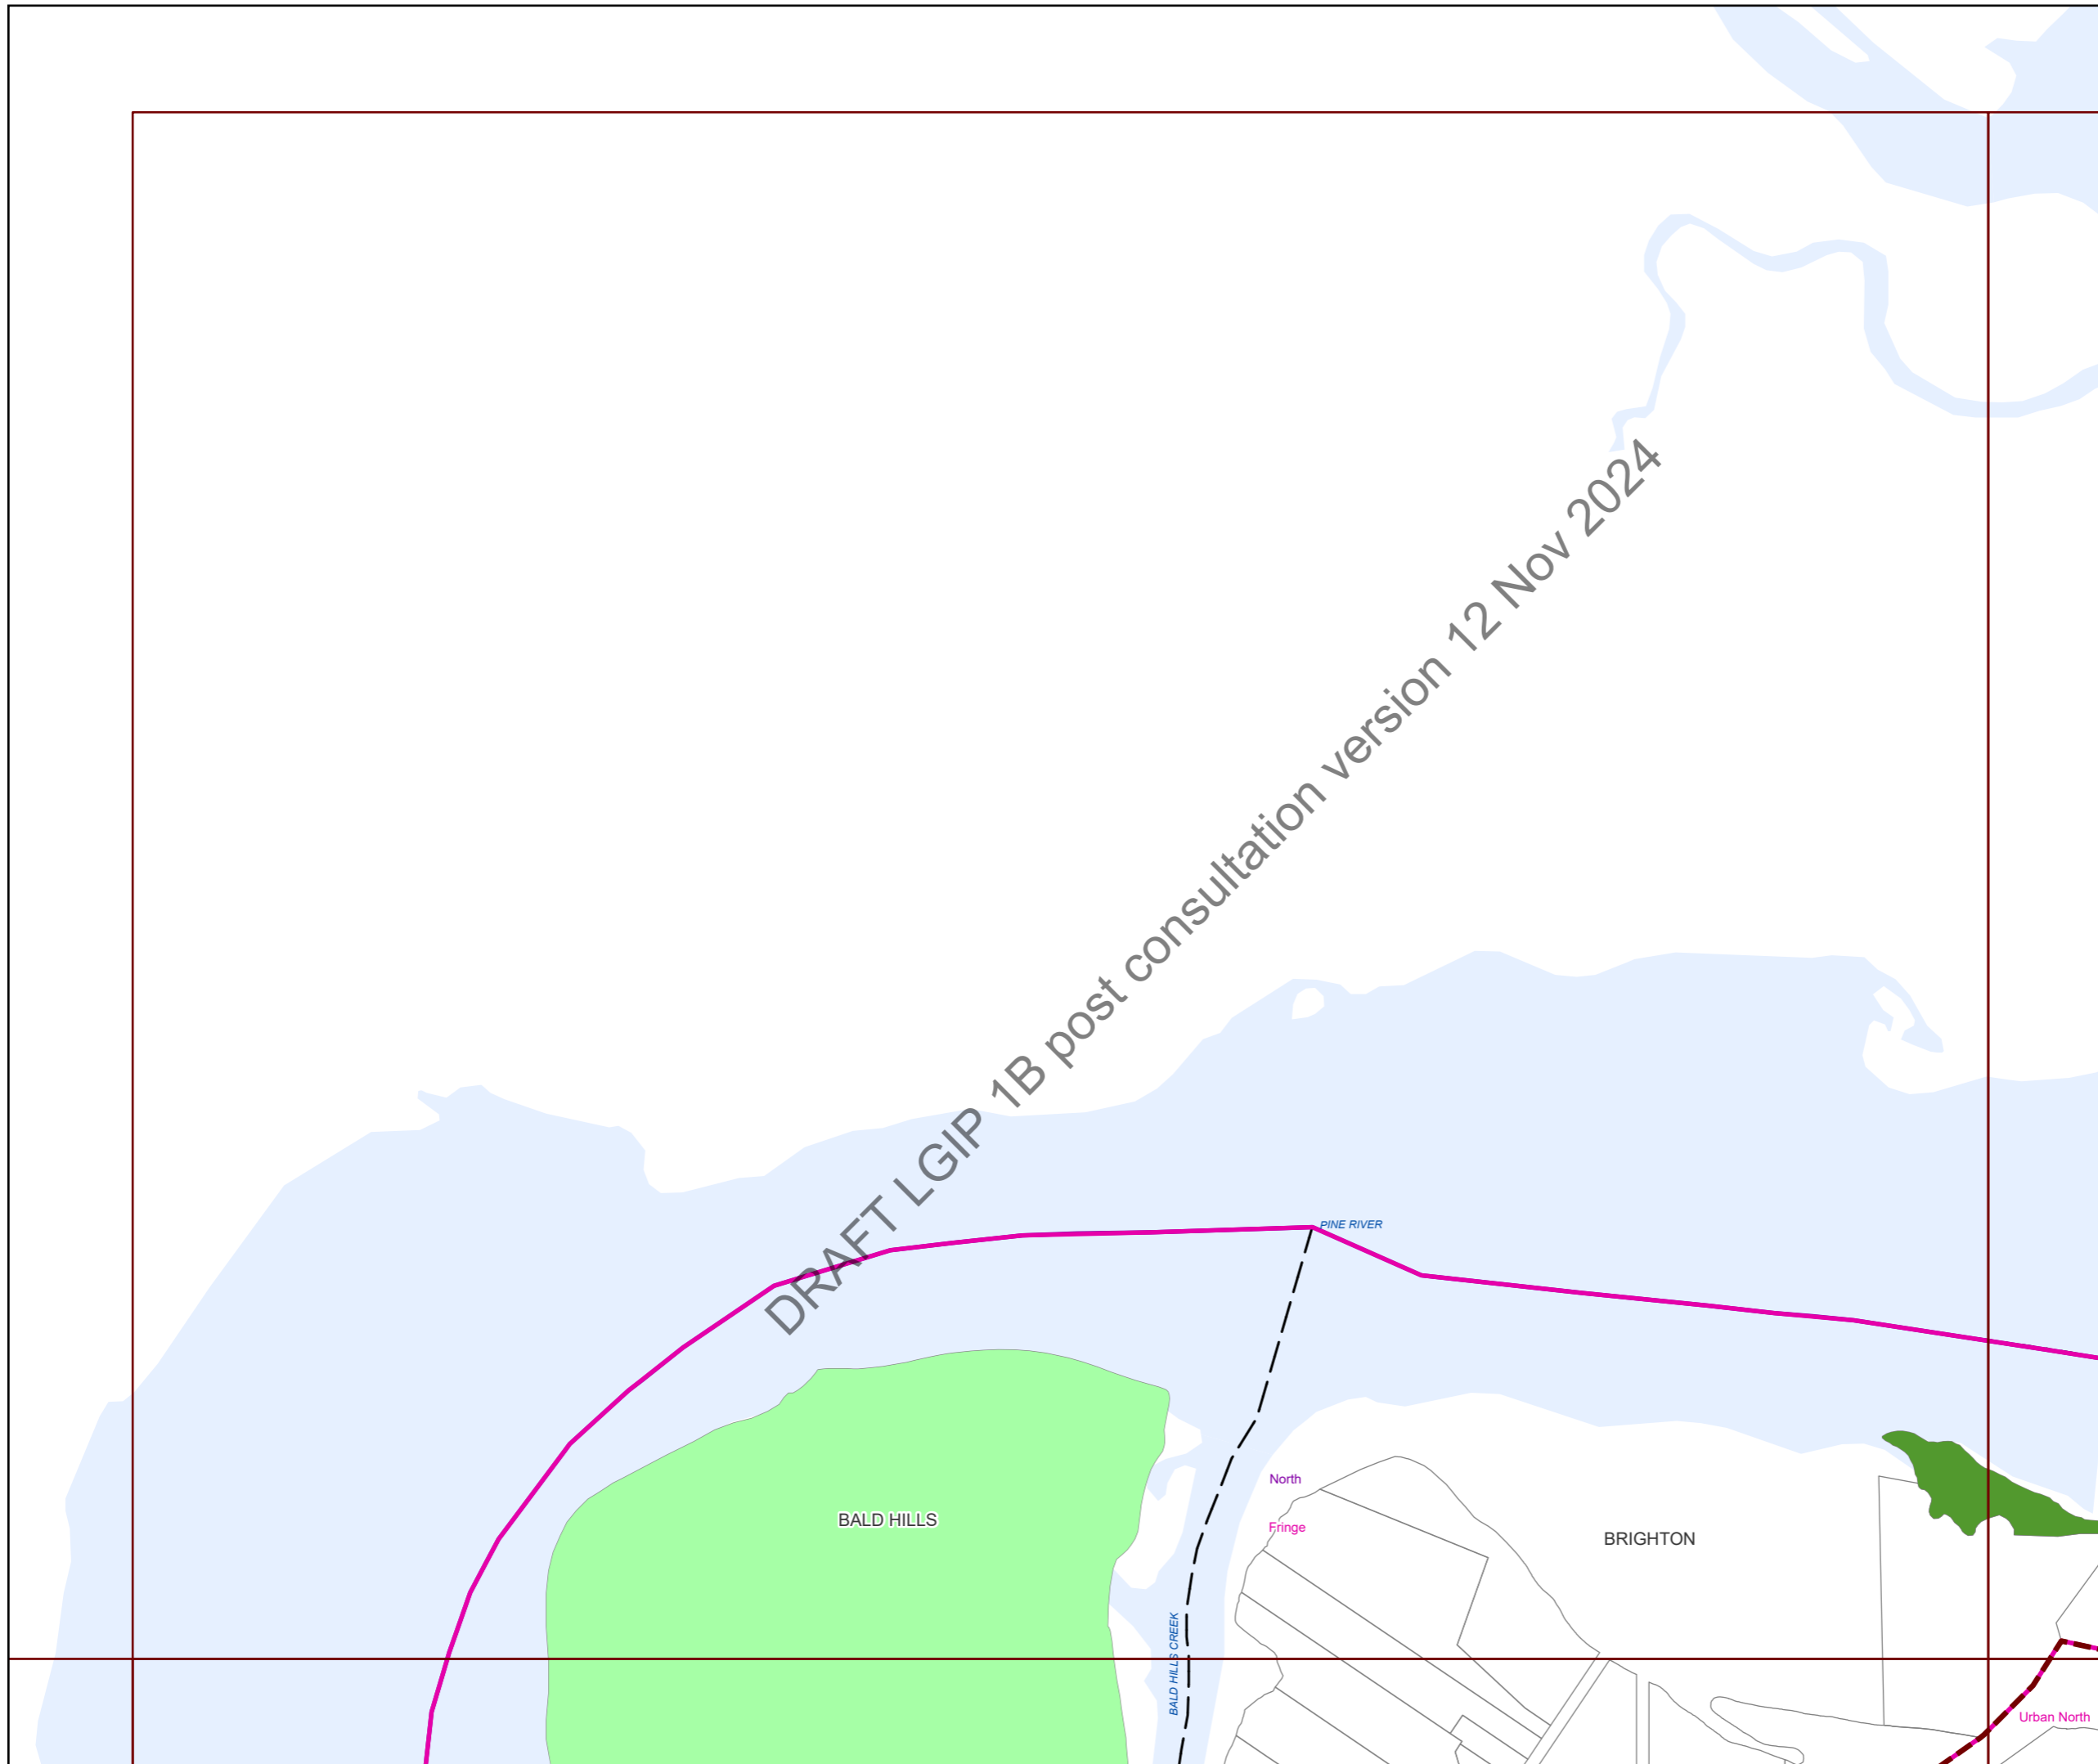 DRAFT LGIP 1B post consultation version 12 Nov 2024
PINE RIVER
North
BALD HILLS
Fringe
BRIGHTON
BALD HILLS CREEK
Urban North